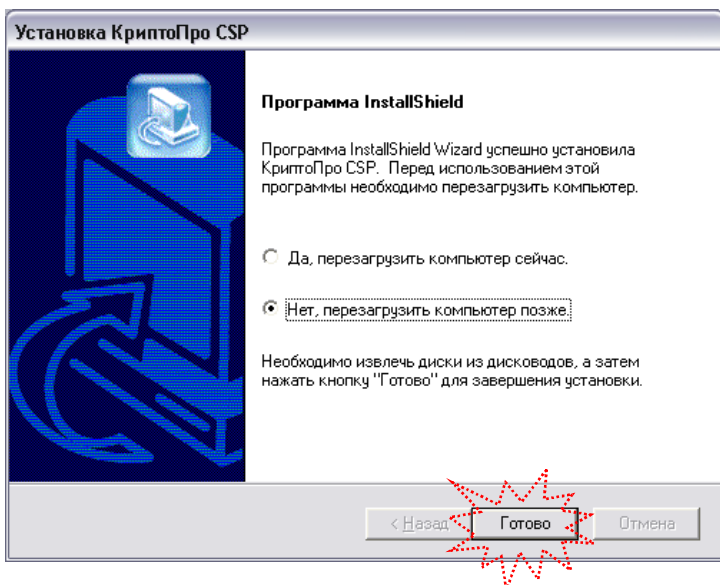 Установка КриптоПро CSP
Программа InstallShield
Программа InstallShield Wizard успешно установила
КриптоПро CSP. Перед использованием этой
программы необходимо перезагрузить компьютер.
Да, перезагрузить компьютер сейчас.
Нет, перезагрузить компьютер позже.
Необходимо извлечь диски из дисководов, а затем
нажать кнопку "Готово" для завершения установки.
< Назад Готово Отмена